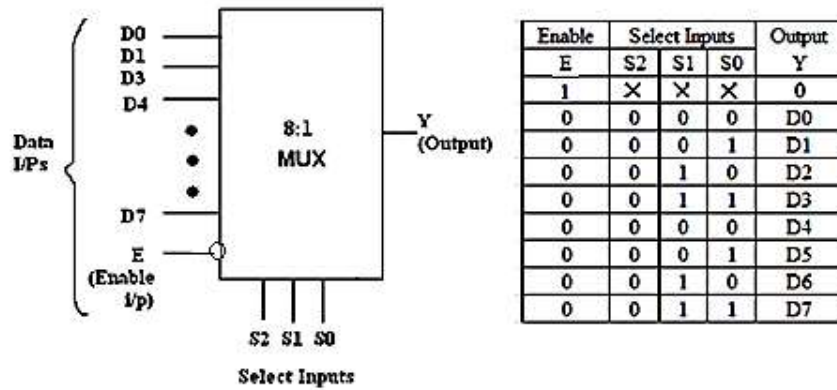 D0
D1
D3
D4
Data
I/Ps
D7
E
(Enable
i/p)
8:1
MUX
Y
(Output)
S2 S1 S0
Select Inputs
Enable Select Inputs Output
E S2 S1 S0 Y
1 X X X 0
0 0 0 0 D0
0 0 0 1 D1
0 0 1 0 D2
0 0 1 1 D3
0 0 0 0 D4
0 0 0 1 D5
0 0 1 0 D6
0 0 1 1 D7